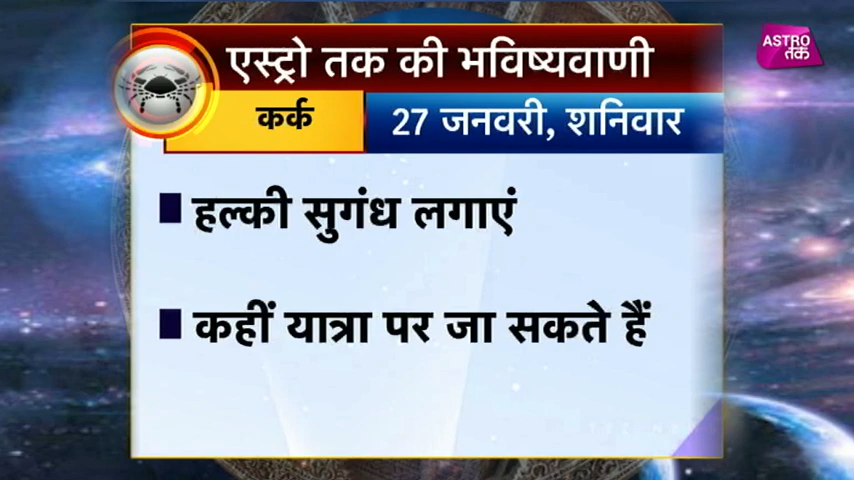 ASTRO
तक
एस्ट्रो तक की भविष्यवाणी
कर्क
27 जनवरी, शनिवार
हल्की सुगंध लगाएं
कहीं यात्रा पर जा सकते हैं